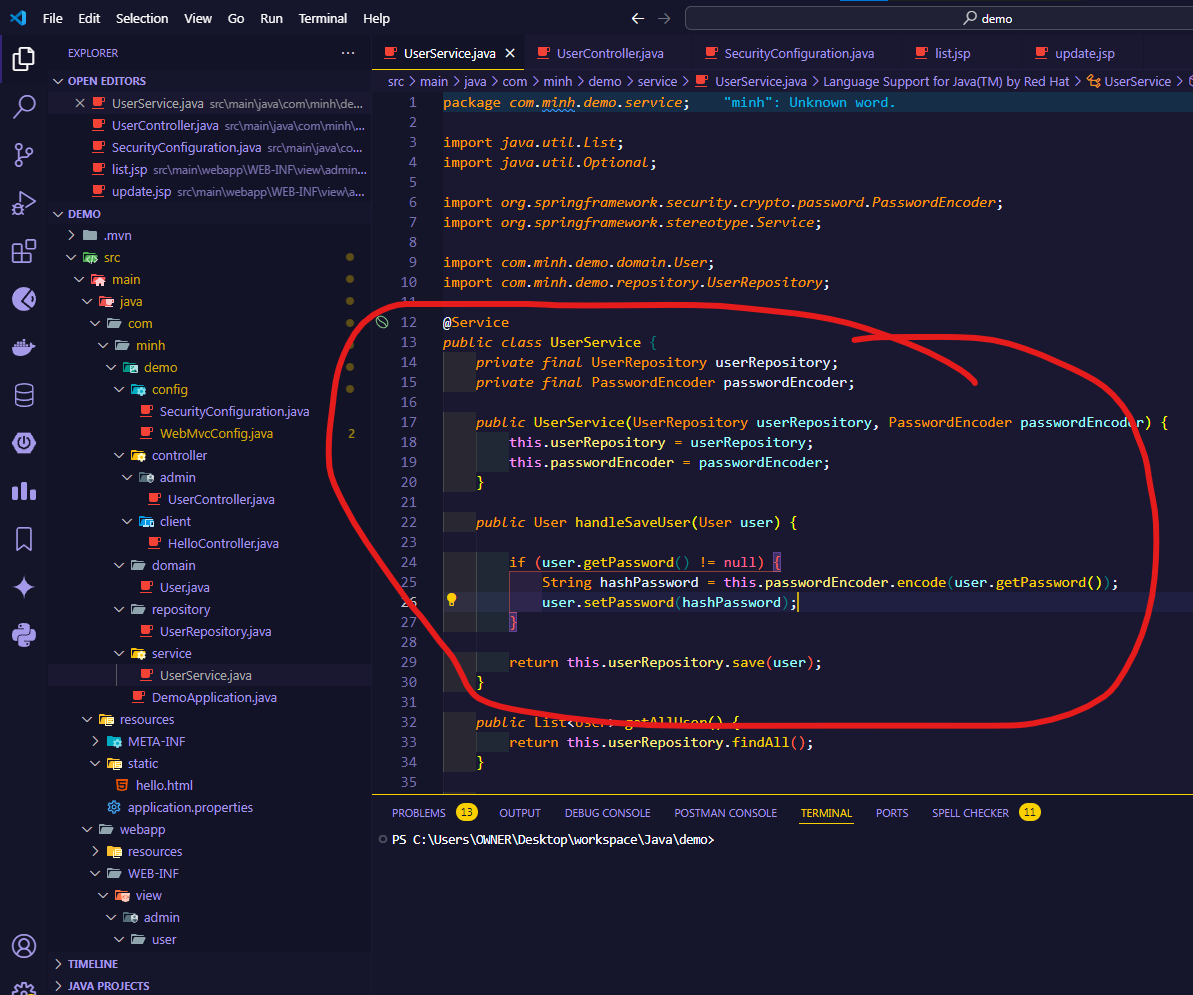 File Edit Selection View Go Run Terminal Help
demo
EXPLORER
OPEN EDITORS
UserService.java src\main\java\com\minh\de...
UserController.java src\main\java\com\minh\...
SecurityConfiguration.java src\main\java\co...
list.jsp src\main\webapp\WEB-INF\view\admin...
update.jsp src\main\webapp\WEB-INF\view\a...
DEMO
.mvn
src
main
java
com
minh
demo
config
SecurityConfiguration.java
WebMvcConfig.java 2
controller
admin
UserController.java
client
HelloController.java
domain
User.java
repository
UserRepository.java
service
UserService.java
DemoApplication.java
resources
META-INF
static
hello.html
application.properties
webapp
resources
WEB-INF
view
admin
user
TIMELINE
JAVA PROJECTS
UserService.java UserController.java SecurityConfiguration.java list.jsp update.jsp
src > main > java > com > minh > demo > service > UserService.java > Language Support for Java(TM) by Red Hat > UserService >
1 package com.minh.demo.service; "minh": Unknown word.
2
3 import java.util.List;
4 import java.util.Optional;
5
6 import org.springframework.security.crypto.password.PasswordEncoder;
7 import org.springframework.stereotype.Service;
8
9 import com.minh.demo.domain.User;
10 import com.minh.demo.repository.UserRepository;
11
12 @Service
13 public class UserService {
14 private final UserRepository userRepository;
15 private final PasswordEncoder passwordEncoder;
16
17 public UserService(UserRepository userRepository, PasswordEncoder passwordEncoder) {
18 this.userRepository = userRepository;
19 this.passwordEncoder = passwordEncoder;
20 }
21
22 public User handleSaveUser(User user) {
23
24 if (user.getPassword() != null) {
25 String hashPassword = this.passwordEncoder.encode(user.getPassword());
26 user.setPassword(hashPassword);
27 }
28
29 return this.userRepository.save(user);
30 }
31
32 public List<User> getAllUser() {
33 return this.userRepository.findAll();
34 }
35
PROBLEMS 13 OUTPUT DEBUG CONSOLE POSTMAN CONSOLE TERMINAL PORTS SPELL CHECKER 11
PS C:\Users\OWNER\Desktop\workspace\Java\demo>